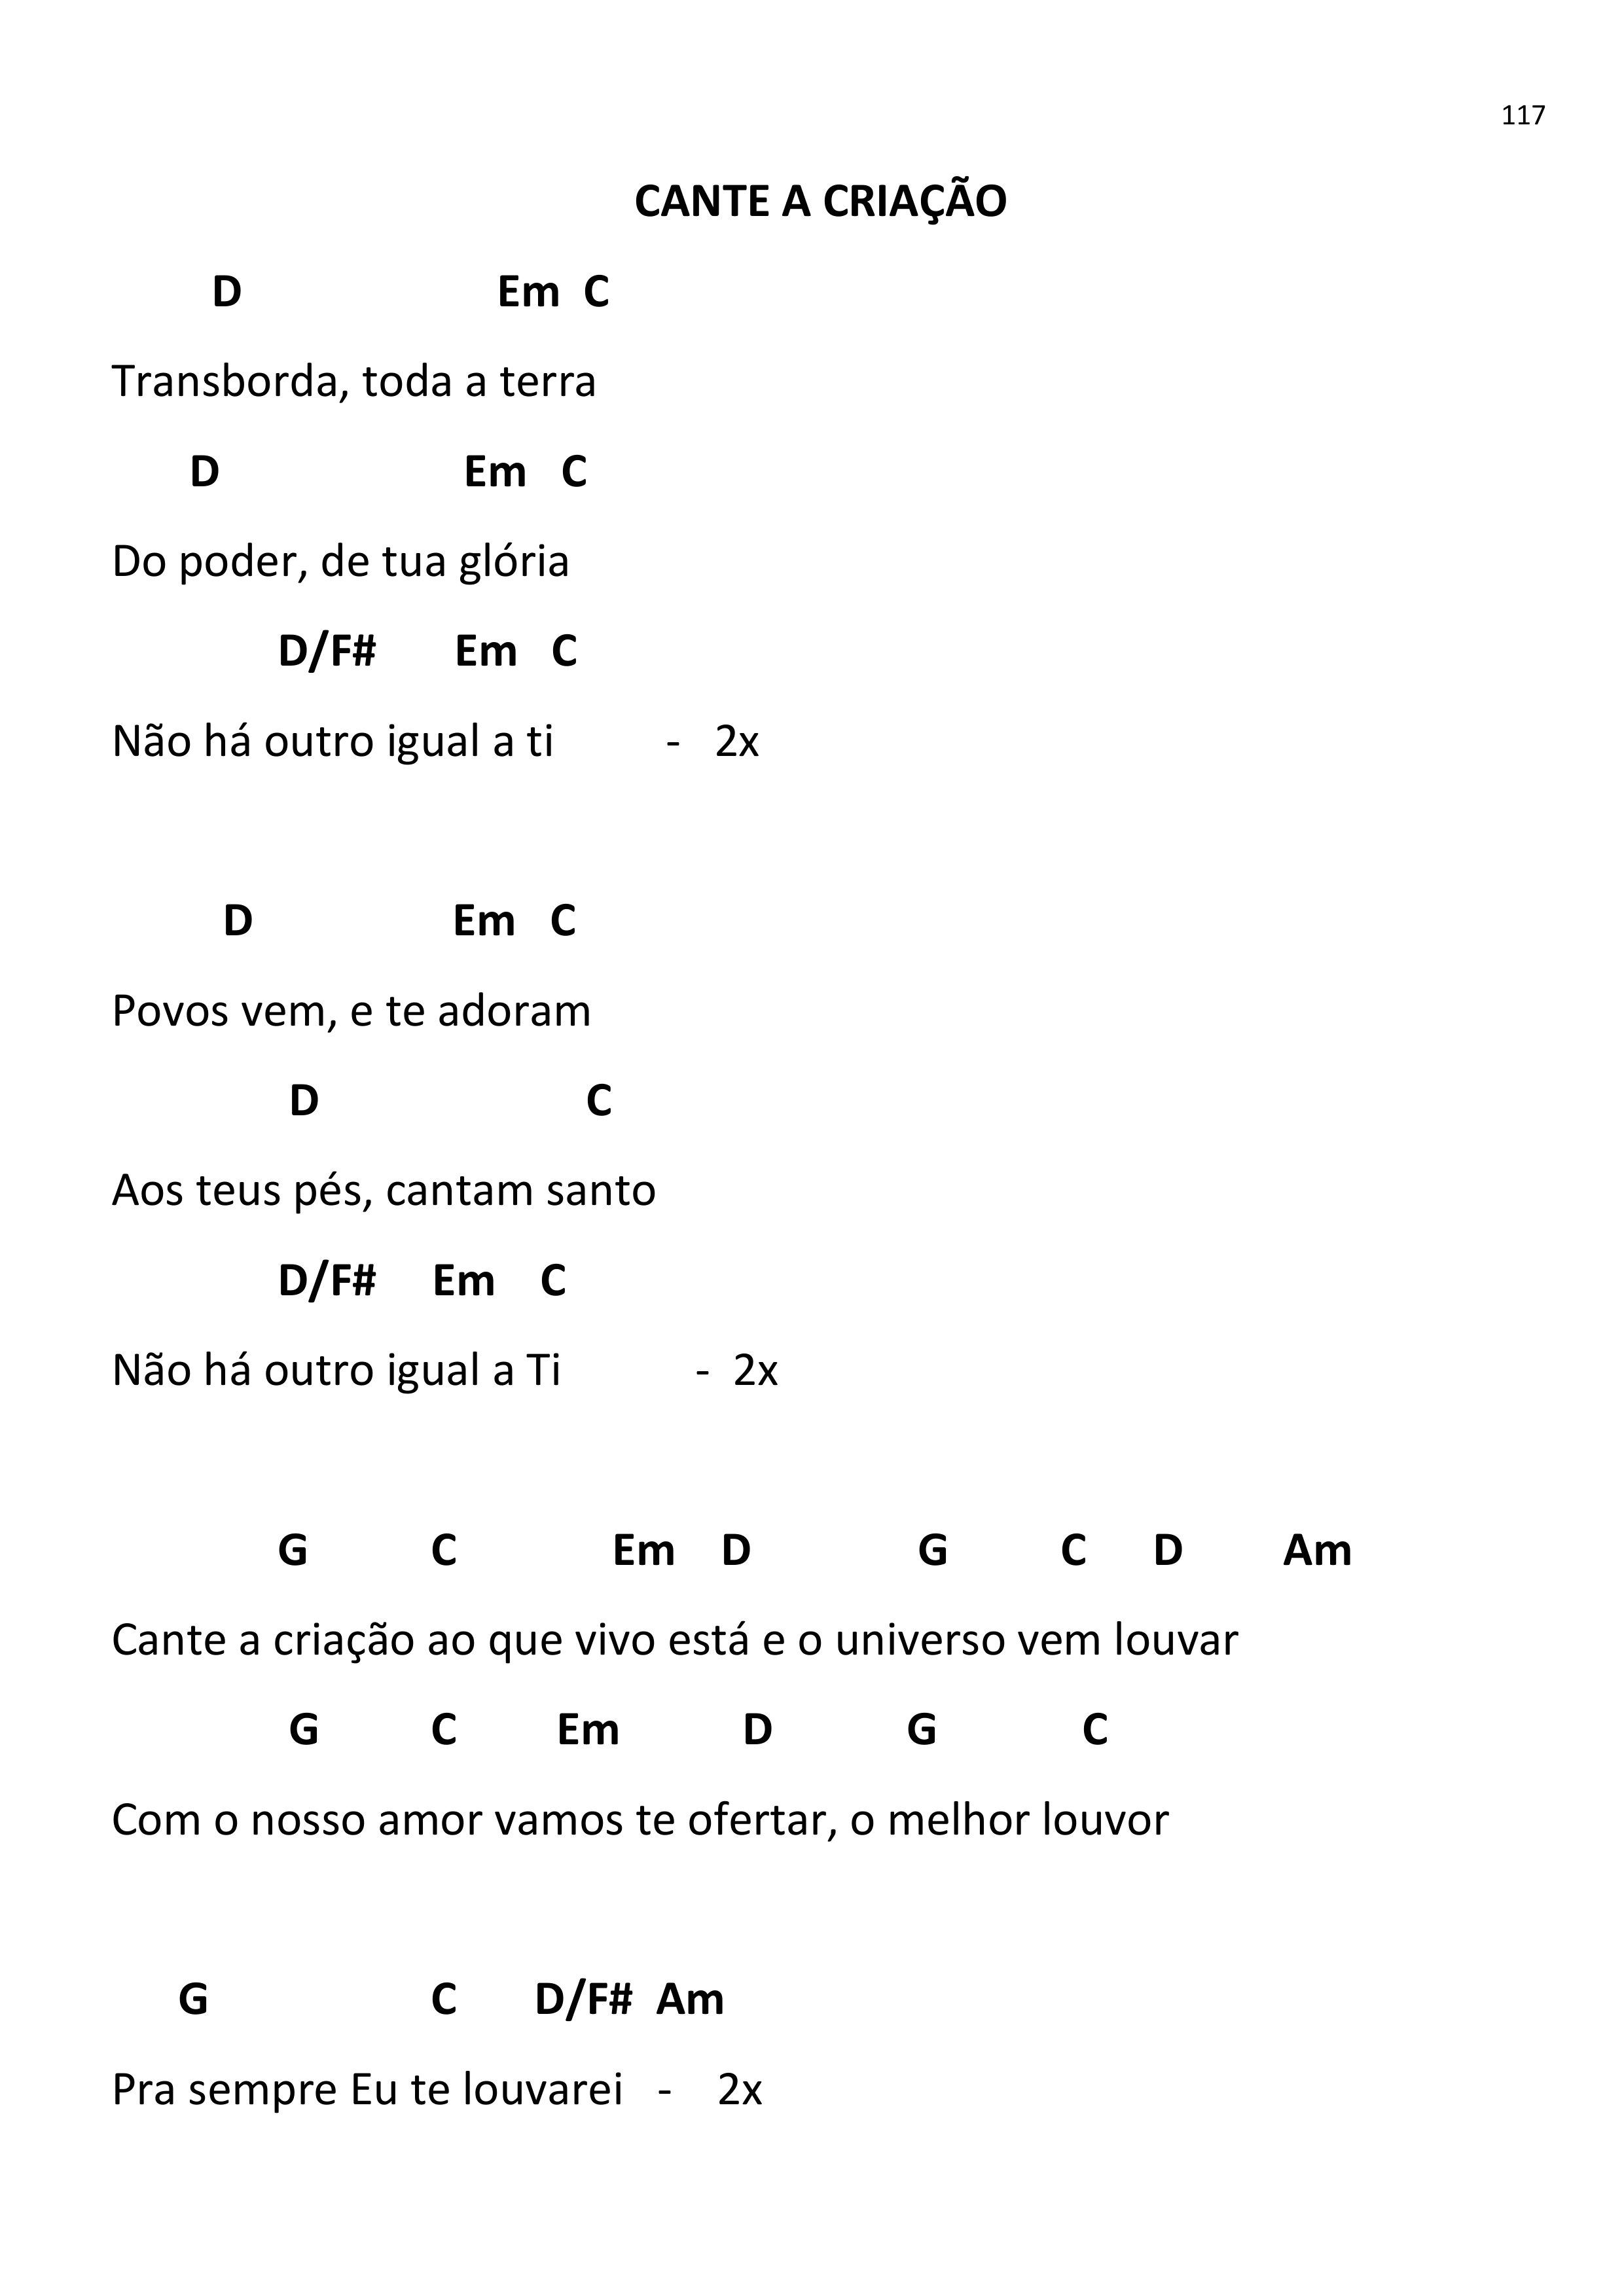 117
CANTE A CRIAÇÃO
D Em C
Transborda, toda a terra
D Em C
Do poder, de tua glória
D/F# Em C
Não há outro igual a ti - 2x
D Em C
Povos vem, e te adoram
D C
Aos teus pés, cantam santo
D/F# Em C
Não há outro igual a Ti - 2x
G C Em D G C D Am
Cante a criação ao que vivo está e o universo vem louvar
G C Em D G C
Com o nosso amor vamos te ofertar, o melhor louvor
G C D/F# Am
Pra sempre Eu te louvarei - 2x